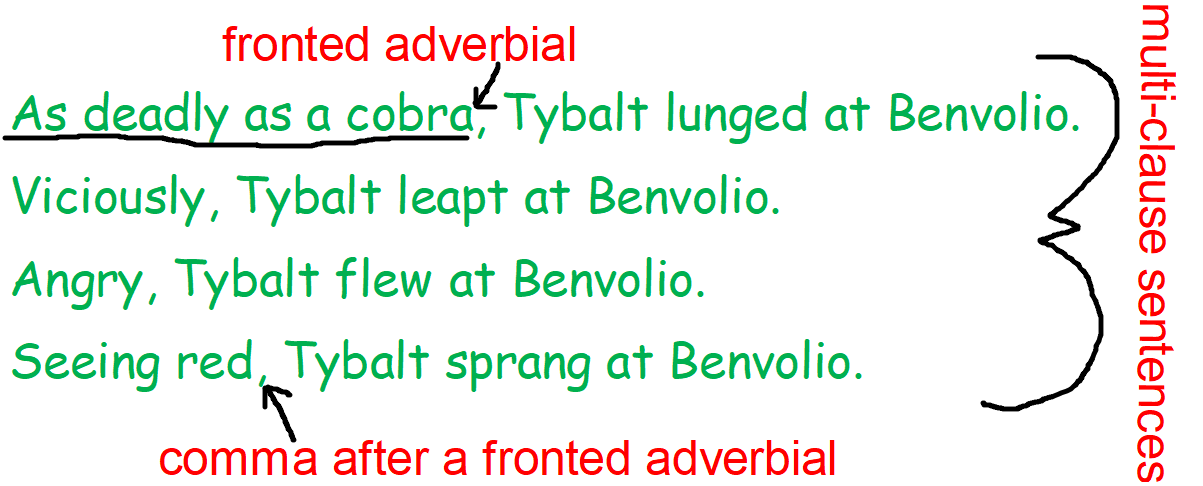 fronted adverbial
As deadly as a cobra, Tybalt lunged at Benvolio.
Viciously, Tybalt leapt at Benvolio.
Angry, Tybalt flew at Benvolio.
Seeing red, Tybalt sprang at Benvolio.
comma after a fronted adverbial
multi-clause sentences